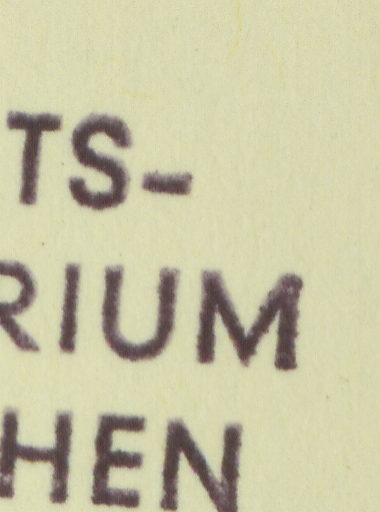 TS-
RIUM
HEN